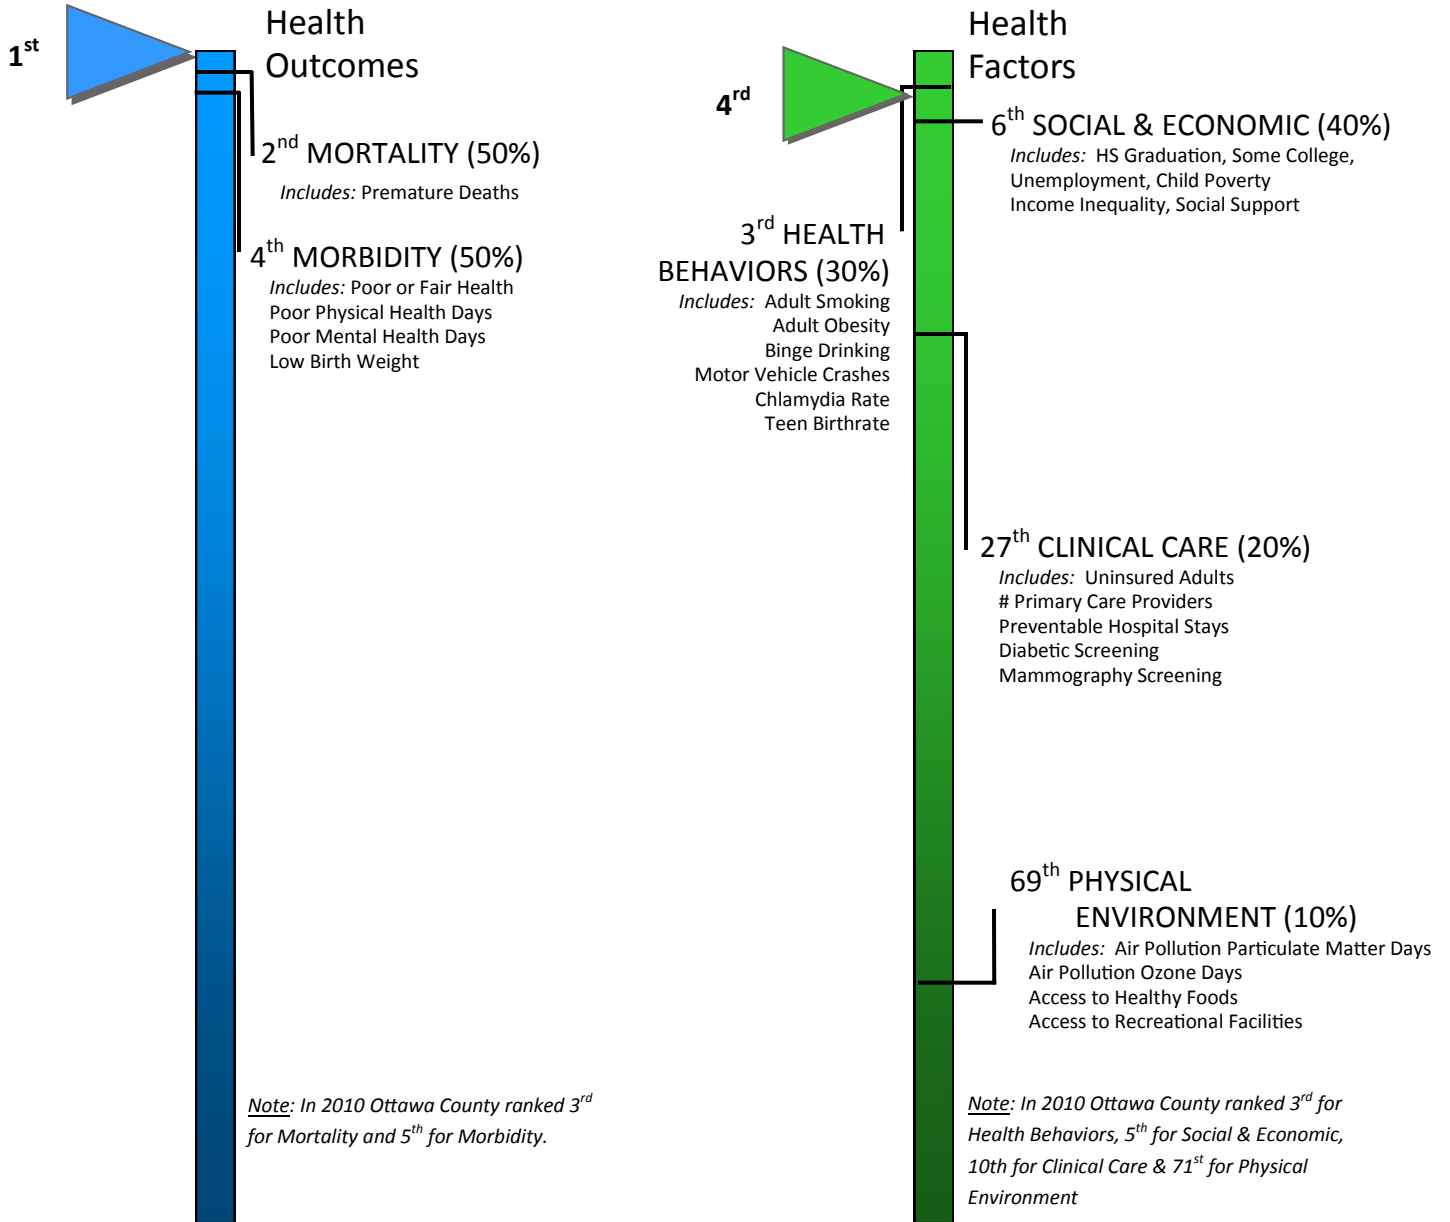 1st
Health
Outcomes
2nd MORTALITY (50%)
Includes: Premature Deaths
4th MORBIDITY (50%)
Includes: Poor or Fair Health
Poor Physical Health Days
Poor Mental Health Days
Low Birth Weight
Note: In 2010 Ottawa County ranked 3rd
for Mortality and 5th for Morbidity.
Health
Factors
4rd
6th SOCIAL & ECONOMIC (40%)
Includes: HS Graduation, Some College,
Unemployment, Child Poverty
Income Inequality, Social Support
3rd HEALTH
BEHAVIORS (30%)
Includes: Adult Smoking
Adult Obesity
Binge Drinking
Motor Vehicle Crashes
Chlamydia Rate
Teen Birthrate
27th CLINICAL CARE (20%)
Includes: Uninsured Adults
# Primary Care Providers
Preventable Hospital Stays
Diabetic Screening
Mammography Screening
69th PHYSICAL
ENVIRONMENT (10%)
Includes: Air Pollution Particulate Matter Days
Air Pollution Ozone Days
Access to Healthy Foods
Access to Recreational Facilities
Note: In 2010 Ottawa County ranked 3rd for
Health Behaviors, 5th for Social & Economic,
10th for Clinical Care & 71st for Physical
Environment